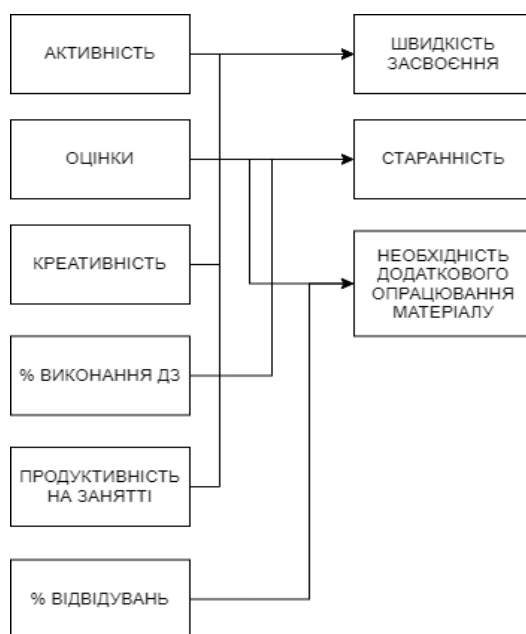 АКТИВНІСТЬ
ШВИДКІСТЬ
ЗАСВОЄННЯ
ОЦІНКИ
СТАРАННІСТЬ
КРЕАТИВНІСТЬ
НЕОБХІДНІСТЬ
ДОДАТКОВОГО
ОПРАЦЮВАННЯ
МАТЕРІАЛУ
% ВИКОНАННЯ ДЗ
ПРОДУКТИВНІСТЬ
НА ЗАНЯТТІ
% ВІДВІДУВАНЬ